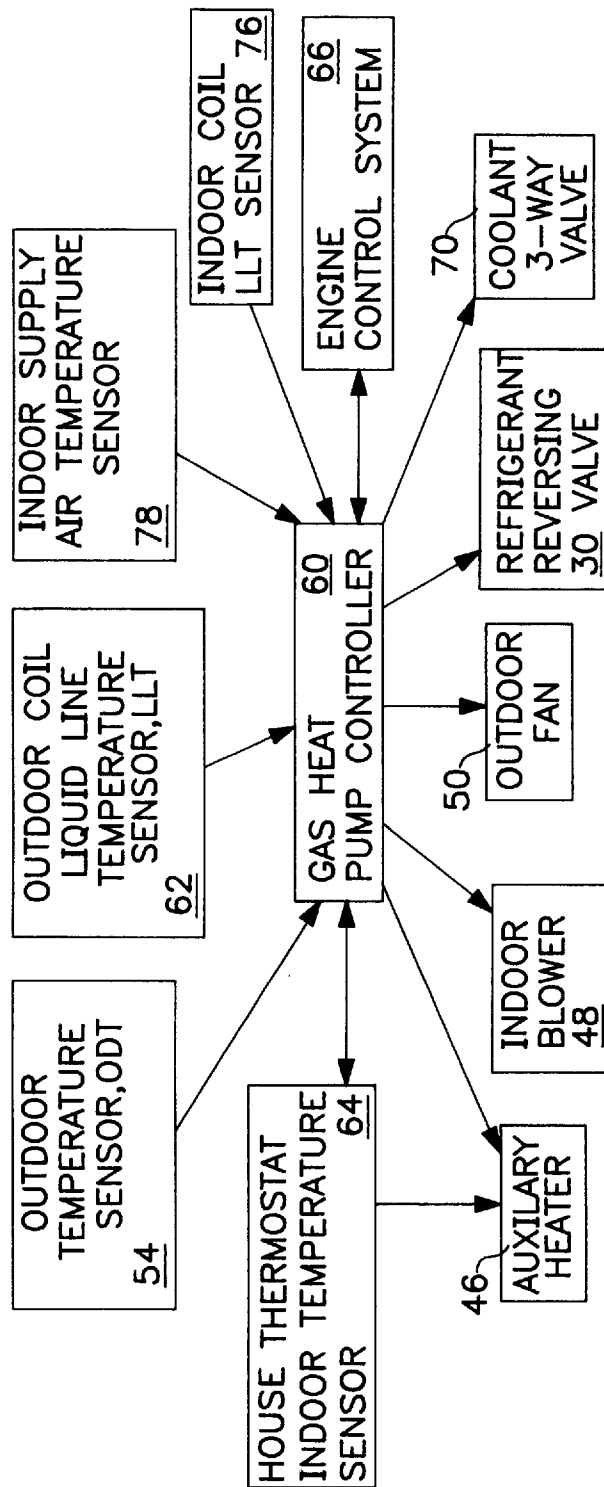 OUTDOOR
TEMPERATURE
SENSOR,ODT
54
OUTDOOR COIL
LIQUID LINE
TEMPERATURE
SENSOR,LLT
62
INDOOR SUPPLY
AIR TEMPERATURE
SENSOR
78
INDOOR COIL
LLT SENSOR 76
HOUSE THERMOSTAT
INDOOR TEMPERATURE
SENSOR 64
GAS HEAT 60
PUMP CONTROLLER
ENGINE 66
CONTROL SYSTEM
46
AUXILARY
HEATER
INDOOR
BLOWER
48
50
OUTDOOR
FAN
REFRIGERANT
REVERSING
30 VALVE
70
COOLANT
3-WAY
VALVE